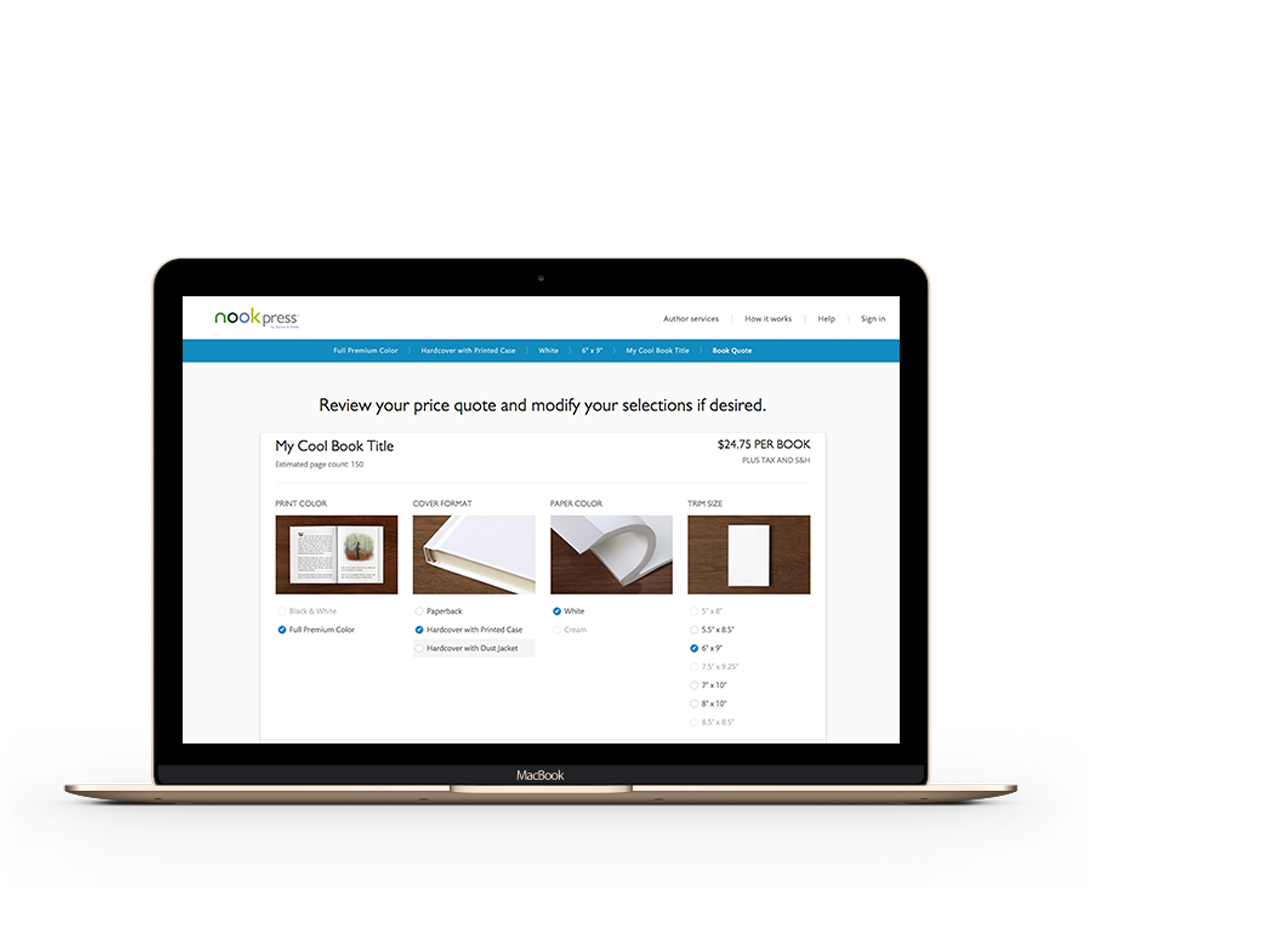 nook press
by Barnes & Noble
Author services
How it works
Help
Sign in
Full Premium Color
Hardcover with Printed Case
White
6" x 9"
My Cool Book Title
Book Quote
Review your price quote and modify your selections if desired.
My Cool Book Title
$24.75 PER BOOK
Estimated page count: 150
PLUS TAX AND S&H
PRINT COLOR
COVER FORMAT
PAPER COLOR
TRIM SIZE
W
Black & White
Full Premium Color
Paperback
Hardcover with Printed Case
Hardcover with Dust Jacket
White
Cream
5" x 8"
5.5" x 8.5"
6" x 9"
7.5" x 9.25"
7" x 10"
8" x 10"
8.5" x 8.5"
MacBook